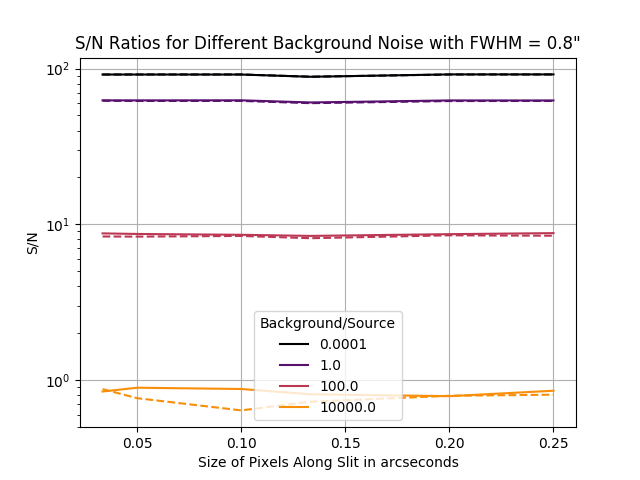 S/N Ratios for Different Background Noise with FWHM = 0.8"
10²
10¹
10⁰
S/N
Background/Source
0.0001
1.0
100.0
10000.0
0.05 0.10 0.15 0.20 0.25
Size of Pixels Along Slit in arcseconds